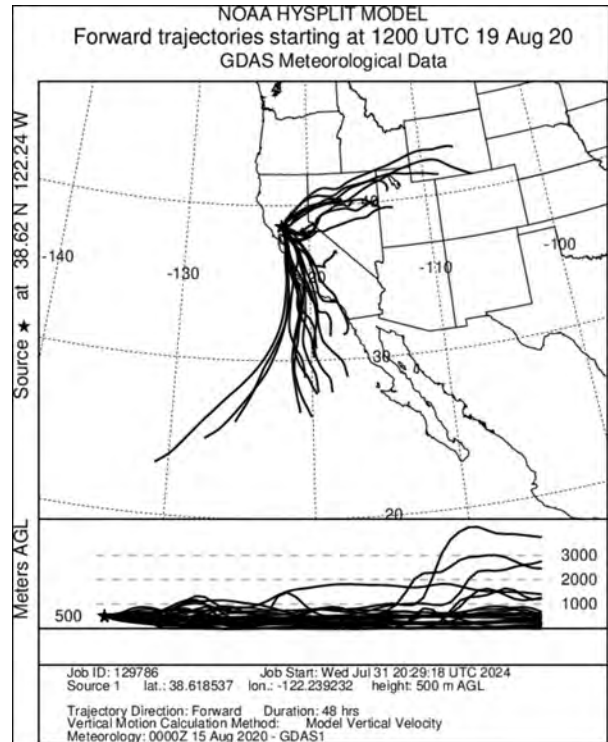 NOAA HYSPLIT MODEL
Forward trajectories starting at 1200 UTC 19 Aug 20
GDAS Meteorological Data
Source ★ at 38.62 N 122.24 W
-140
-130
-120
-110
-100
40
30
20
Meters AGL
500
3000
2000
1000
Job ID: 129786 Job Start: Wed Jul 31 20:29:18 UTC 2024
Source 1 lat.: 38.618537 lon.: -122.239232 height: 500 m AGL
Trajectory Direction: Forward Duration: 48 hrs
Vertical Motion Calculation Method: Model Vertical Velocity
Meteorology: 0000Z 15 Aug 2020 - GDAS1